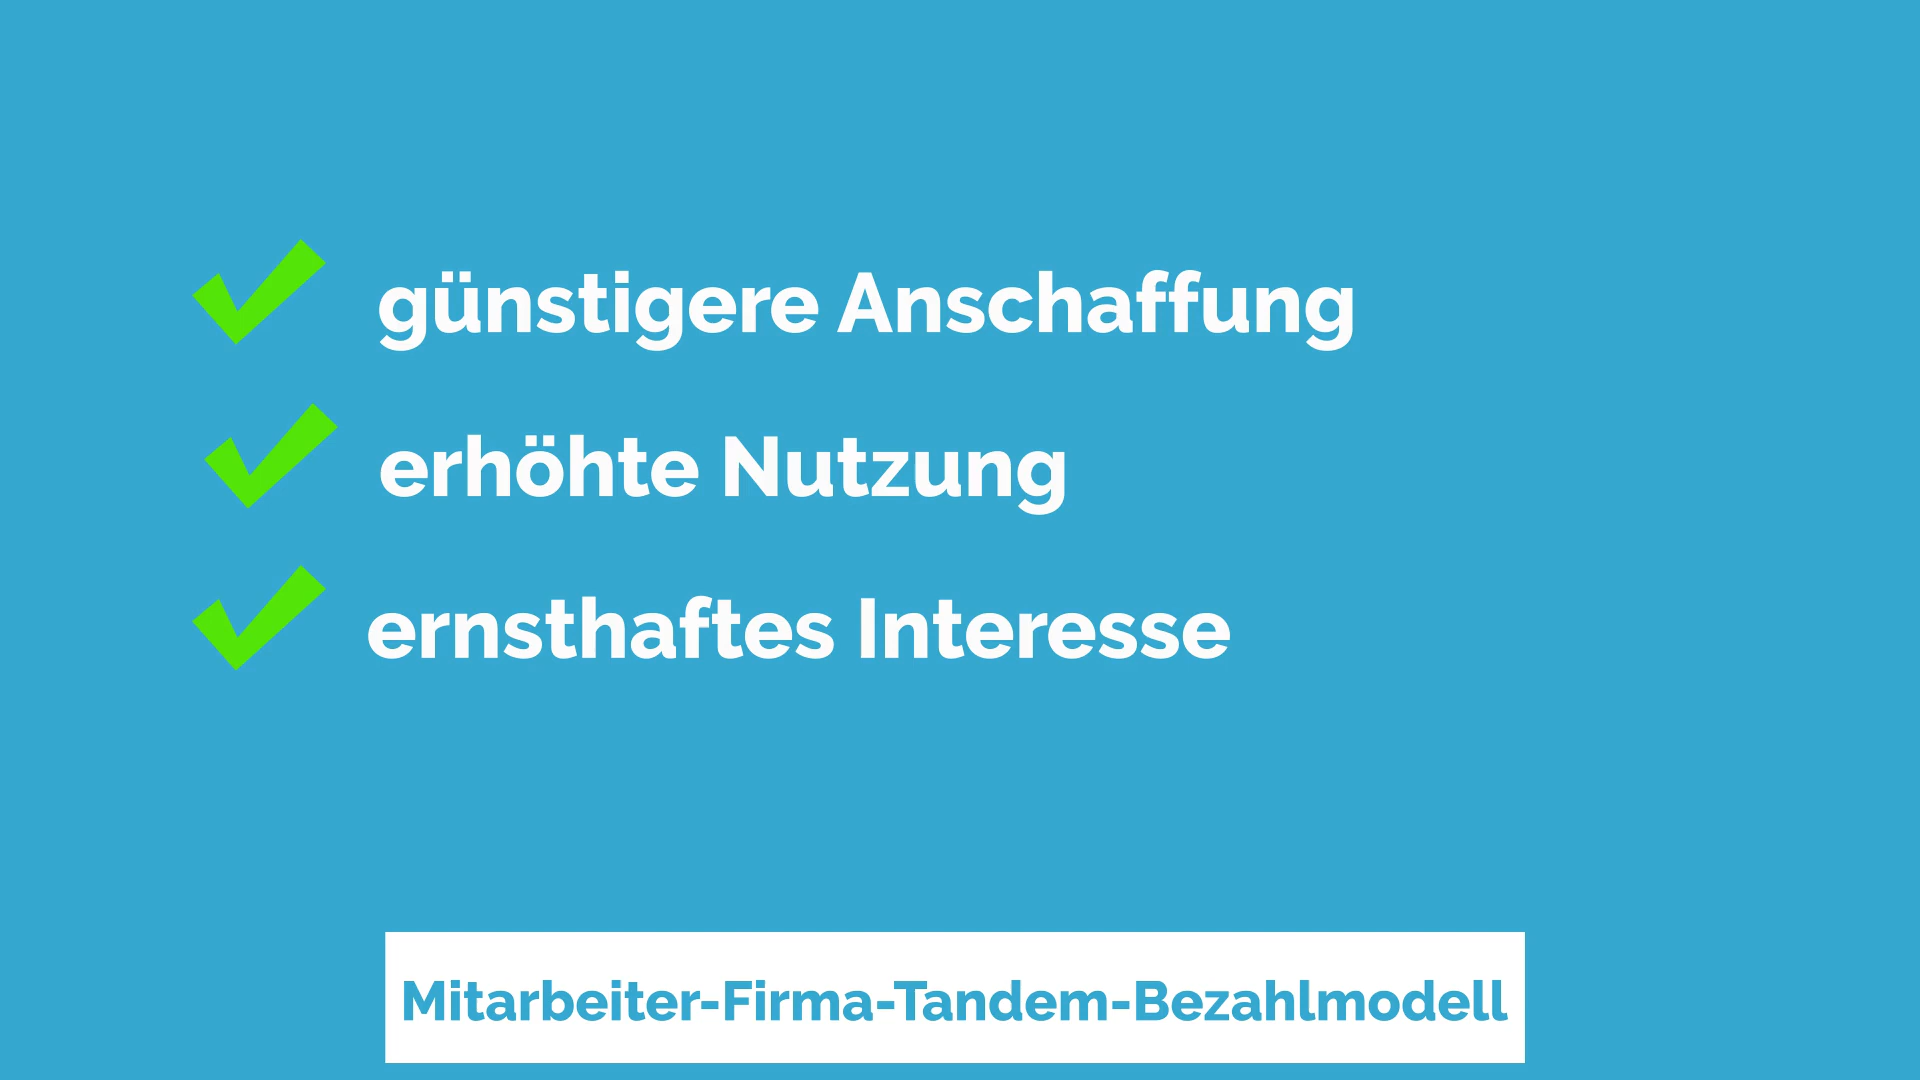 günstigere Anschaffung
erhöhte Nutzung
ernsthaftes Interesse
Mitarbeiter-Firma-Tandem-Bezahlmodell